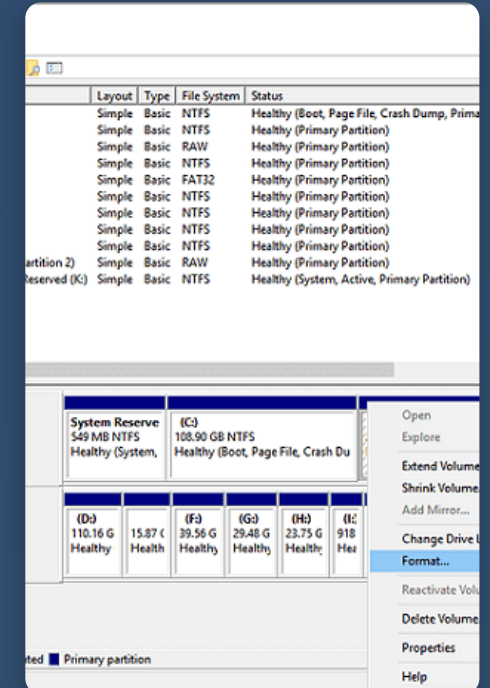 Layout Type File System Status
Simple Basic NTFS Healthy (Boot, Page File, Crash Dump, Prima
Simple Basic NTFS Healthy (Primary Partition)
Simple Basic RAW Healthy (Primary Partition)
Simple Basic NTFS Healthy (Primary Partition)
Simple Basic FAT32 Healthy (Primary Partition)
Simple Basic NTFS Healthy (Primary Partition)
Simple Basic NTFS Healthy (Primary Partition)
Simple Basic NTFS Healthy (Primary Partition)
Simple Basic NTFS Healthy (Primary Partition)
artition 2) Simple Basic RAW Healthy (Primary Partition)
Reserved (K:) Simple Basic NTFS Healthy (System, Active, Primary Partition)
System Reserve
549 MB NTFS
Healthy (System,
(C:)
108.90 GB NTFS
Healthy (Boot, Page File, Crash Du
(D:)
110.16 G
Healthy
15.87 (
Health
(F:)
39.56 G
Healthy
(G:)
29.48 G
Healthy
(H:)
23.75 G
Healthy
(I:
918
Hea
Open
Explore
Extend Volume
Shrink Volume.
Add Mirror...
Change Drive L
Format...
Reactivate Volu
Delete Volume.
Properties
Help
ted Primary partition